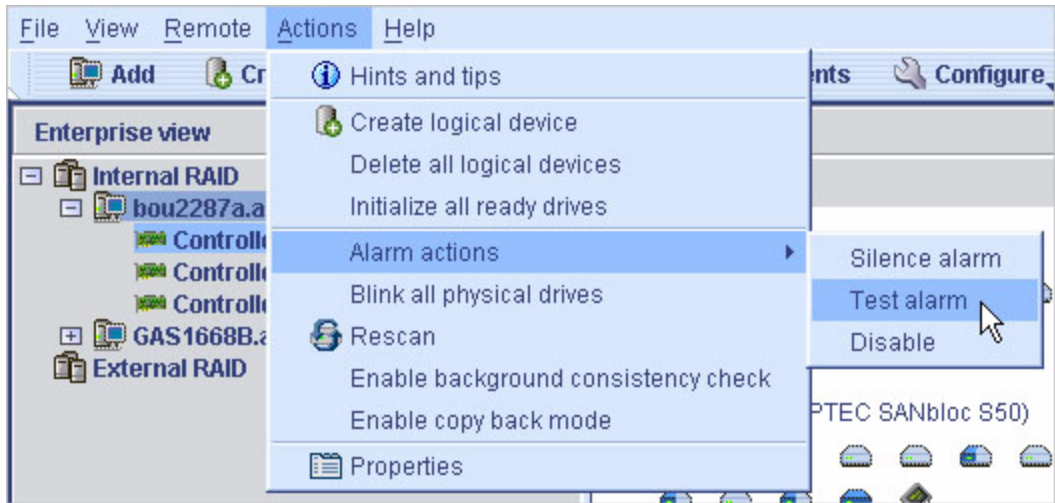 File View Remote Actions Help
Add
Hints and tips
Configure
Create logical device
Enterprise view
Delete all logical devices
Internal RAID
Initialize all ready drives
Alarm actions
Silence alarm
Blink all physical drives
Test alarm
Rescan
Disable
External RAID
Enable background consistency check
Enable copy back mode
SANbloc S50)
Properties